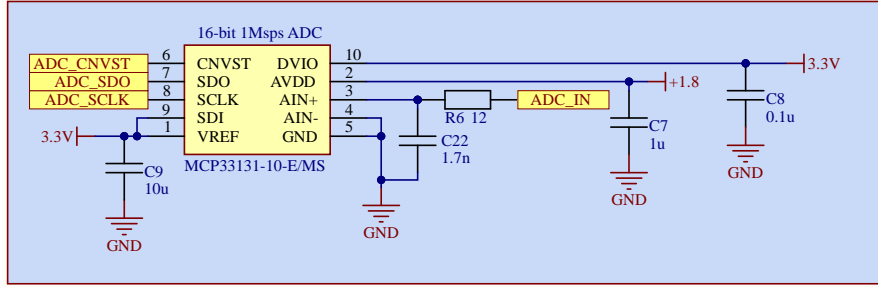 16-bit 1Msps ADC
ADC_CNVST 6 CNVST DVIO 10 3.3V
ADC_SDO 7 SDO AVDD 2 +1.8
ADC_SCLK 8 SCLK AIN+ 3 R6 12 ADC_IN
9 SDI AIN- 4
3.3V 1 VREF GND 5
MCP33131-10-E/MS
C9
10u
GND
C22
1.7n
GND
C7
1u
GND
C8
0.1u
GND